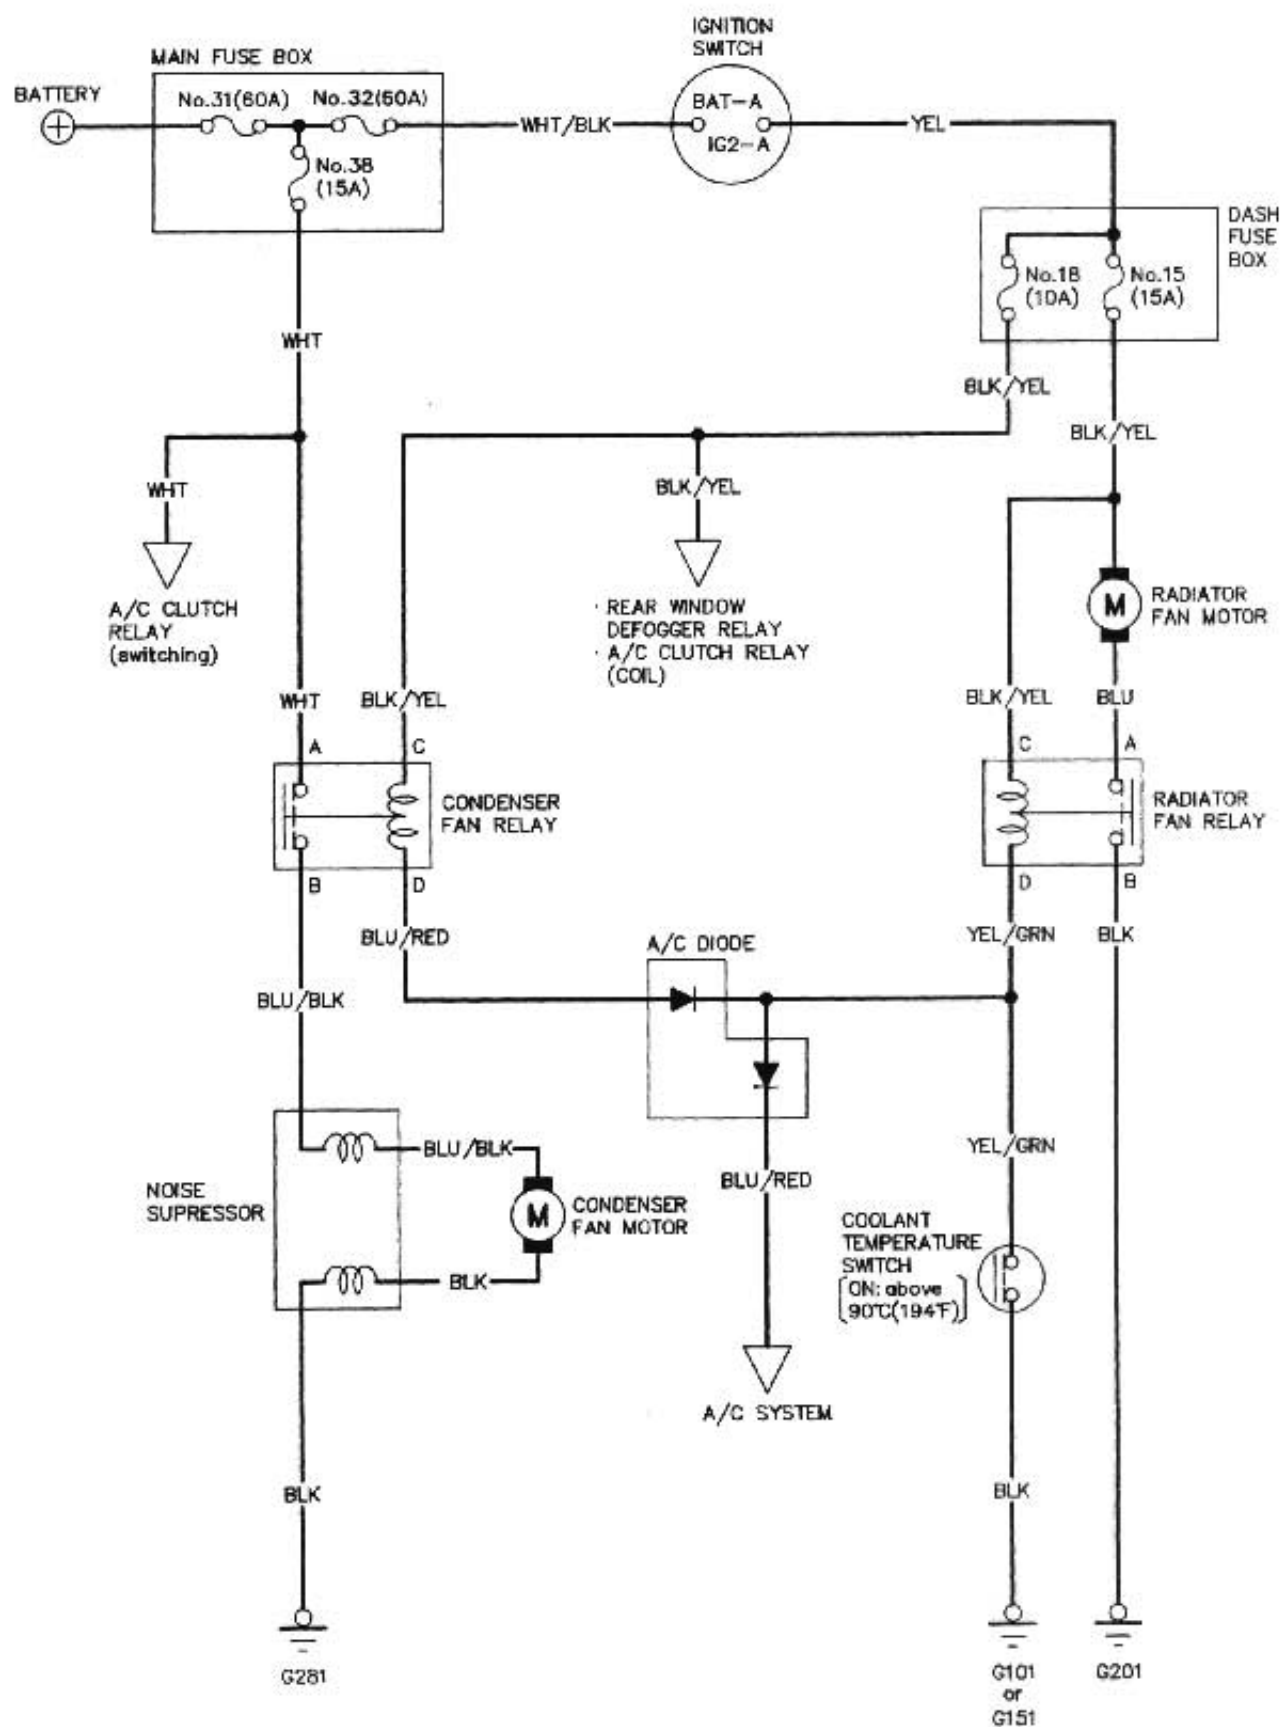 IGNITION
SWITCH
MAIN FUSE BOX
BATTERY
No.31(60A)
No.32(50A)
BAT-A
WHT/BLK
YEL
IG2-A
No.38
(15A)
DASH
FUSE
BOX
No.18
(10A)
No.15
(15A)
WHT
BLK/YEL
BLK/YEL
WHT
BLK/YEL
A/C CLUTCH
RELAY
(switching)
· REAR WINDOW
DEFOGGER RELAY
· A/C CLUTCH RELAY
(COIL)
M
RADIATOR
FAN MOTOR
WHT
BLK/YEL
BLK/YEL
BLU
A
C
C
A
CONDENSER
FAN RELAY
RADIATOR
FAN RELAY
B
D
D
B
BLU/RED
A/C DIODE
YEL/GRN
BLK
BLU/BLK
BLU/BLK
YEL/GRN
BLU/RED
NOISE
SUPRESSOR
M
CONDENSER
FAN MOTOR
COOLANT
TEMPERATURE
SWITCH
[ON: above
90°C(194°F)]
BLK
A/C SYSTEM
BLK
BLK
G281
G101
or
G151
G201